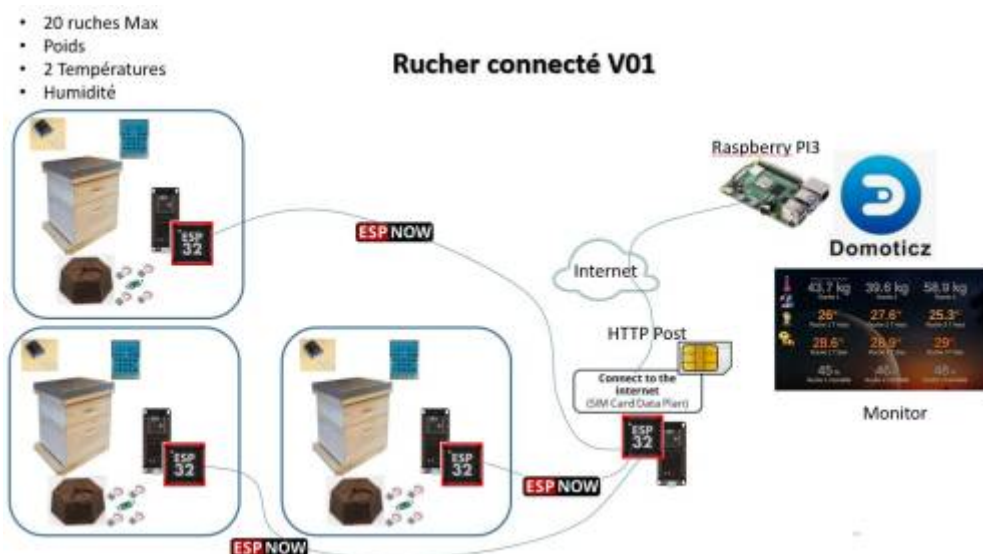 20 ruches Max
Poids
2 Températures
Humidité
Rucher connecté V01
Raspberry PI3
Domoticz
ESP
32
ESP NOW
Internet
HTTP Post
Connect to the
internet
(SIM Card Data Plan)
43.7 kg 39.6 kg 58.9 kg
26° 27.6° 25.3°
28.6° 28.9° 29°
45 46 46
Monitor
ESP
32
ESP
32
ESP
32
ESP NOW
ESP NOW